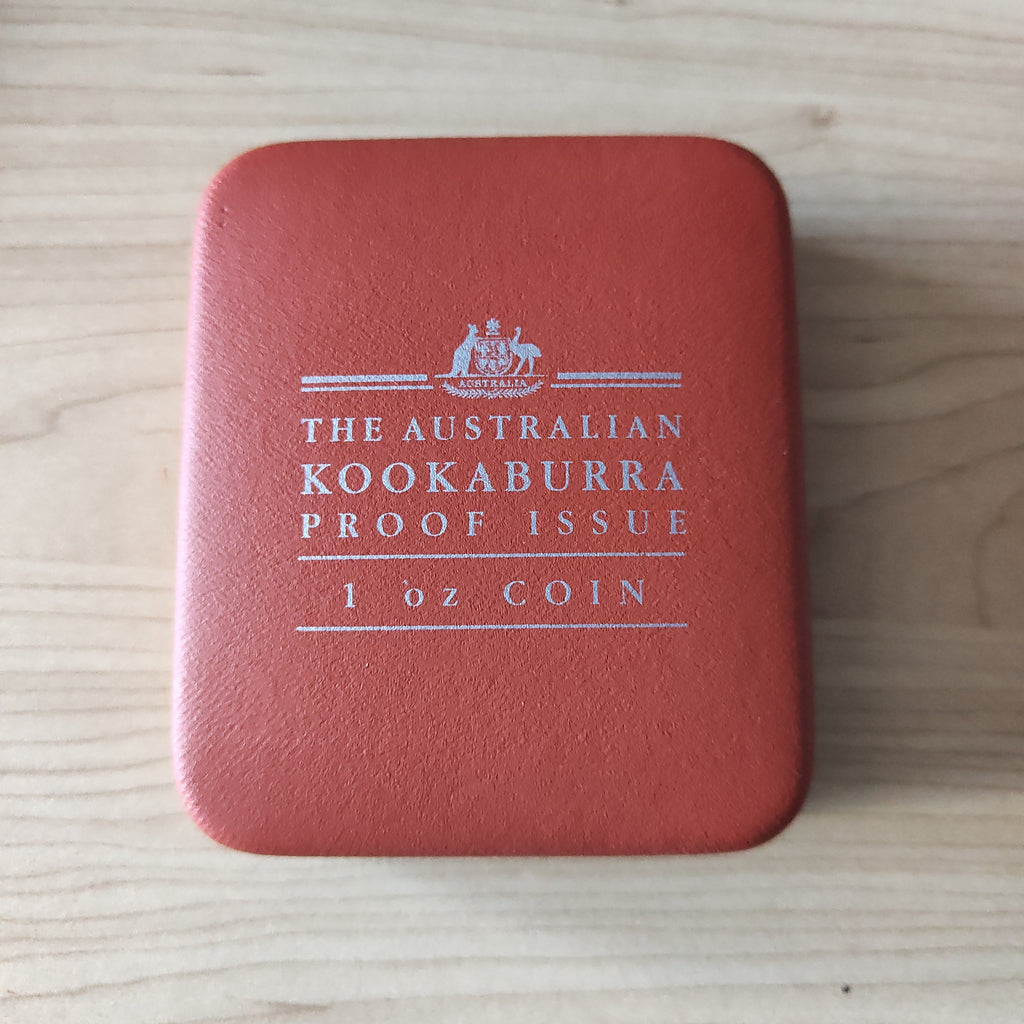 AUSTRALIA
THE AUSTRALIAN
KOOKABURRA
PROOF ISSUE
1 oz COIN